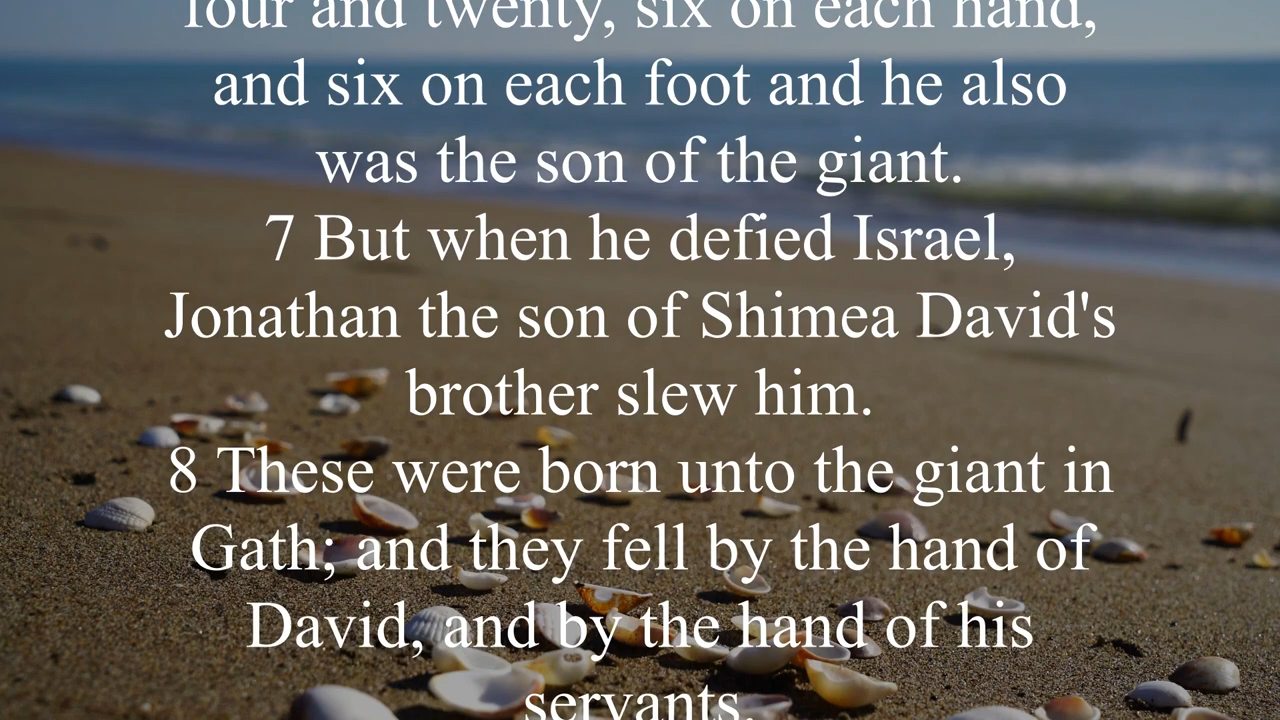 four and twenty, six on each hand,
and six on each foot and he also
was the son of the giant.
7 But when he defied Israel,
Jonathan the son of Shimea David's
brother slew him.
8 These were born unto the giant in
Gath; and they fell by the hand of
David, and by the hand of his
servants.